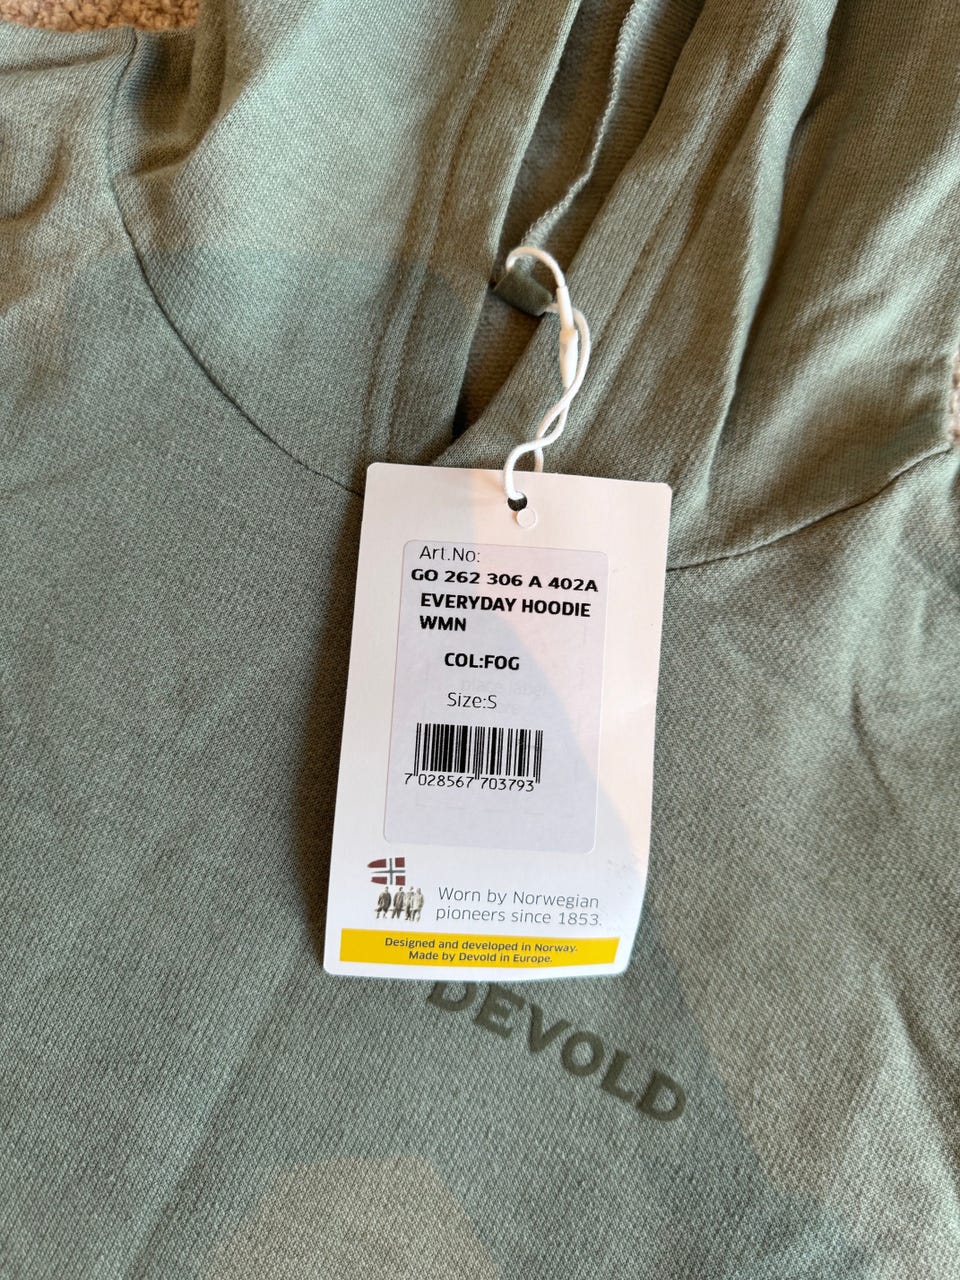 Art.No:
GO 262 306 A 402A
EVERYDAY HOODIE
WMN
COL:FOG
Size:S
7 028567 703793
Worn by Norwegian
pioneers since 1853.
Designed and developed in Norway.
Made by Devold in Europe.
DEVOLD